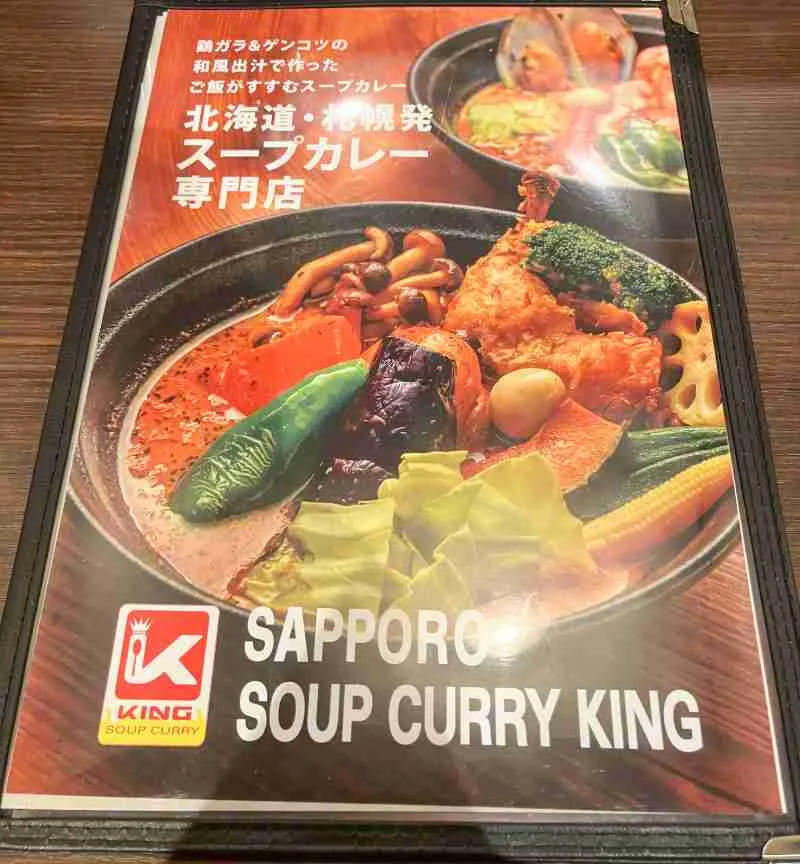 鶏ガラ&ゲンコツの
和風出汁で作った
ご飯がすすむスープカレー
北海道・札幌発
スープカレー
専門店
K
KING
SOUP CURRY
SAPPORO
SOUP CURRY KING